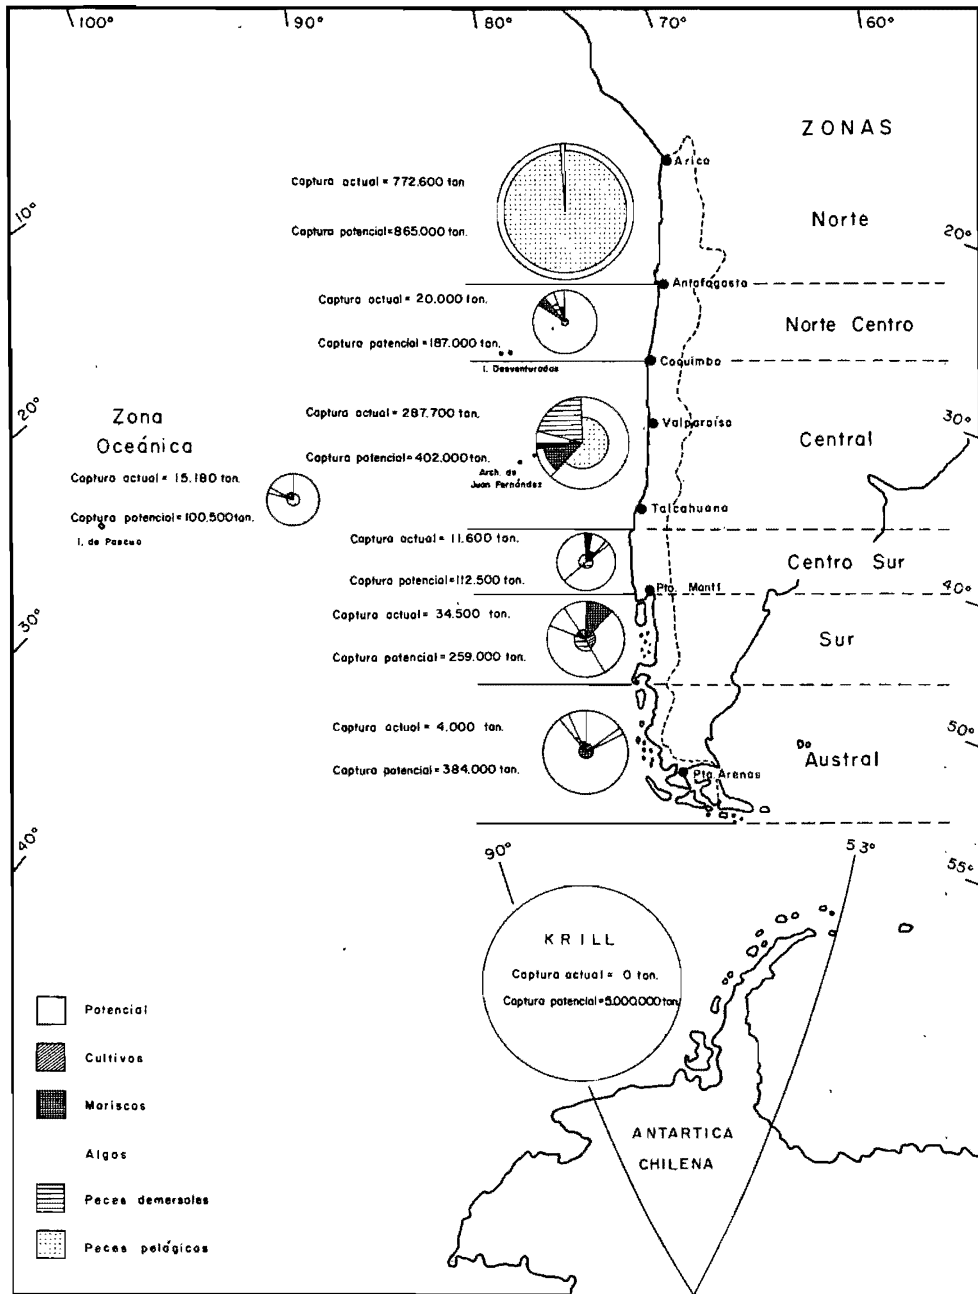 100°
90°
80°
70°
60°
ZONAS
Arica
Captura actual = 772.600 ton
Norte
10°
Captura potencial=865.000 ton.
20°
Antofagasta
Captura actual = 20.000 ton.
Norte Centro
Captura potencial=187.000 ton.
Coquimbo
I. Desventuradas
20°
Zona
Oceánica
Captura actual = 287.700 ton.
Valparaíso
30°
Central
Captura potencial=402.000 ton.
Arch. de
Juan Fernández
Captura actual = 15.180 ton.
Captura potencial=100.500 ton.
I. de Pascua
Talcahuano
Captura actual = 11.600 ton.
Centro Sur
Captura potencial=112.500 ton.
Pto. Montt
40°
Captura actual = 34.500 ton.
30°
Sur
Captura potencial=259.000 ton.
Captura actual = 4.000 ton.
50°
Austral
Captura potencial=384.000 ton.
Pta. Arenas
40°
90°
53°
55°
KRILL
Captura actual = 0 ton.
Captura potencial=5.000.000 ton.
Potencial
Cultivos
Mariscos
ANTARTICA
CHILENA
Algas
Peces demersales
Peces pelágicos